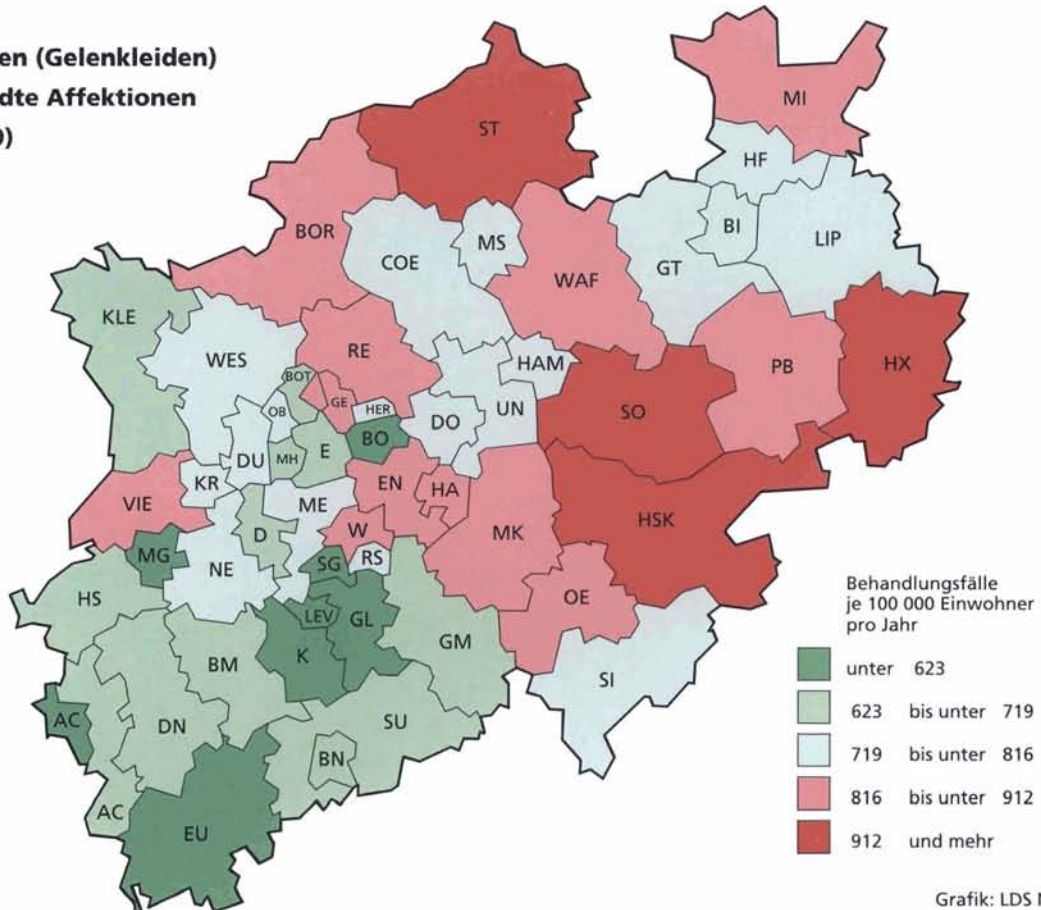 en (Gelenkleiden)
dte Affektionen
)
ST
MI
HF
BI
LIP
BOR
COE
MS
WAF
GT
KLE
WES
RE
HAM
PB
HX
BOT
GE
HER
OB
DO
UN
SO
BO
DU
MH
E
KR
EN
HA
VIE
ME
MK
HSK
D
W
MG
NE
SG
RS
OE
HS
LEV
GL
GM
BM
K
SI
AC
DN
SU
BN
AC
EU
Behandlungsfälle
je 100 000 Einwohner
pro Jahr
unter 623
623 bis unter 719
719 bis unter 816
816 bis unter 912
912 und mehr
Grafik: LDS